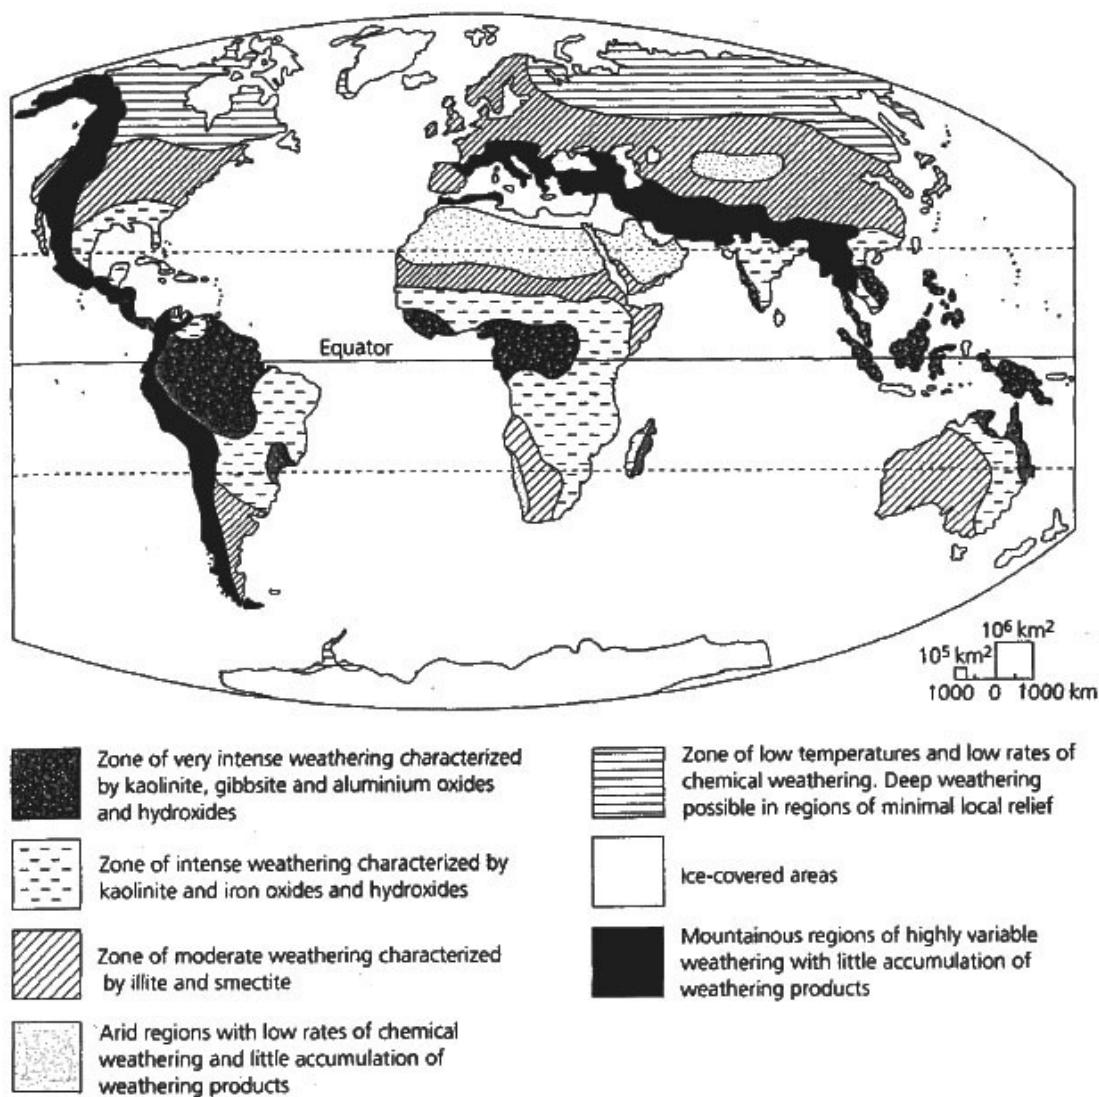 Equator
10⁶ km²
10⁵ km²
1000 0 1000 km
Zone of very intense weathering characterized
by kaolinite, gibbsite and aluminium oxides
and hydroxides
Zone of intense weathering characterized by
kaolinite and iron oxides and hydroxides
Zone of moderate weathering characterized
by illite and smectite
Arid regions with low rates of chemical
weathering and little accumulation of
weathering products
Zone of low temperatures and low rates of
chemical weathering. Deep weathering
possible in regions of minimal local relief
Ice-covered areas
Mountainous regions of highly variable
weathering with little accumulation of
weathering products